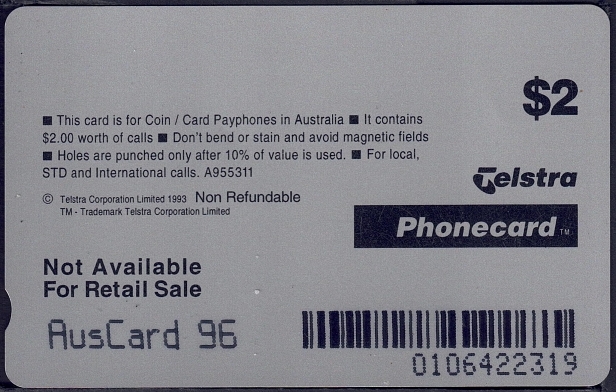 $2
■ This card is for Coin / Card Payphones in Australia ■ It contains
$2.00 worth of calls ■ Don't bend or stain and avoid magnetic fields
■ Holes are punched only after 10% of value is used. ■ For local,
STD and International calls. A955311
© Telstra Corporation Limited 1993 Non Refundable
TM - Trademark Telstra Corporation Limited
Telstra
Phonecard TM
Not Available
For Retail Sale
AusCard 96
0106422319